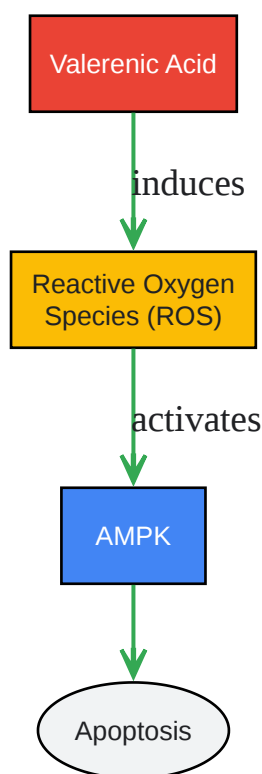 Valerenic Acid
induces
Reactive Oxygen
Species (ROS)
activates
AMPK
Apoptosis